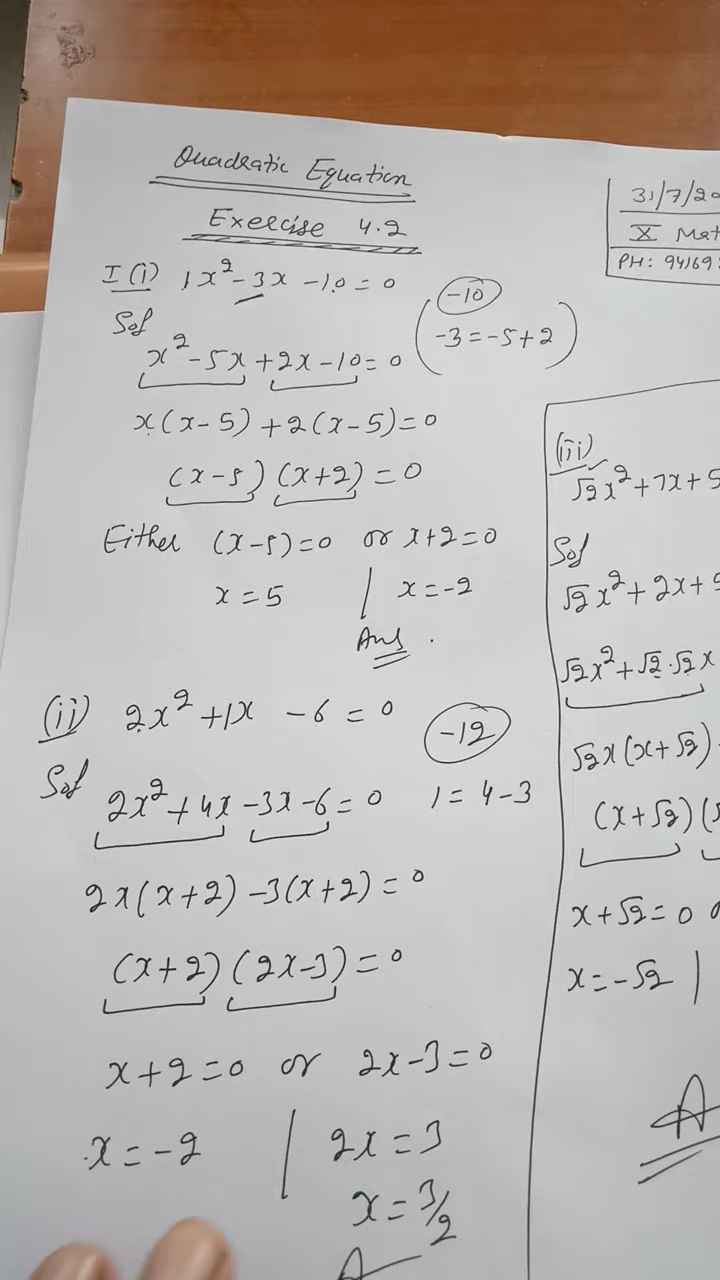 Quadratic Equation
Exercise 4.2
31/7/20
X Mat
PH: 94169
I (i) 1x²-3x-10=0
Sol
-10
-3=-5+2
x²-5x+2x-10=0
x(x-5)+2(x-5)=0
(x-5)(x+2)=0
Either (x-5)=0 or x+2=0
x=5 | x=-2
Ans.
(ii) 2x²+1x-6=0
-12
Sol
2x²+4x-3x-6=0 1=4-3
2x(x+2)-3(x+2)=0
(x+2)(2x-3)=0
x+2=0 or 2x-3=0
x=-2 | 2x=3
x=3/2
A
(iii)
√2x²+7x+5
Sol
√2x²+2x+5
√2x²+√2.√2x
√2x(x+√2)
(x+√2)(
x+√2=0
x=-√2 |
A